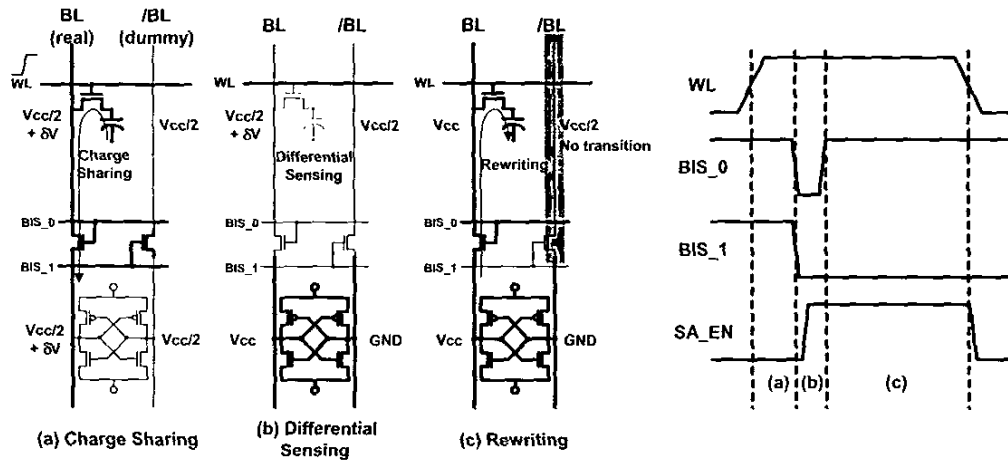 BL
(real)
/BL
(dummy)
WL
Vcc/2
+ δV
Vcc/2
Charge
Sharing
BIS_0
BIS_1
Vcc/2
+ δV
Vcc/2
(a) Charge Sharing
BL
/BL
WL
Vcc/2
+ δV
Vcc/2
Differential
Sensing
BIS_0
BIS_1
Vcc
GND
(b) Differential
Sensing
BL
/BL
WL
Vcc
Vcc/2
No transition
Rewriting
BIS_0
BIS_1
Vcc
GND
(c) Rewriting
WL
BIS_0
BIS_1
SA_EN
(a)
(b)
(c)